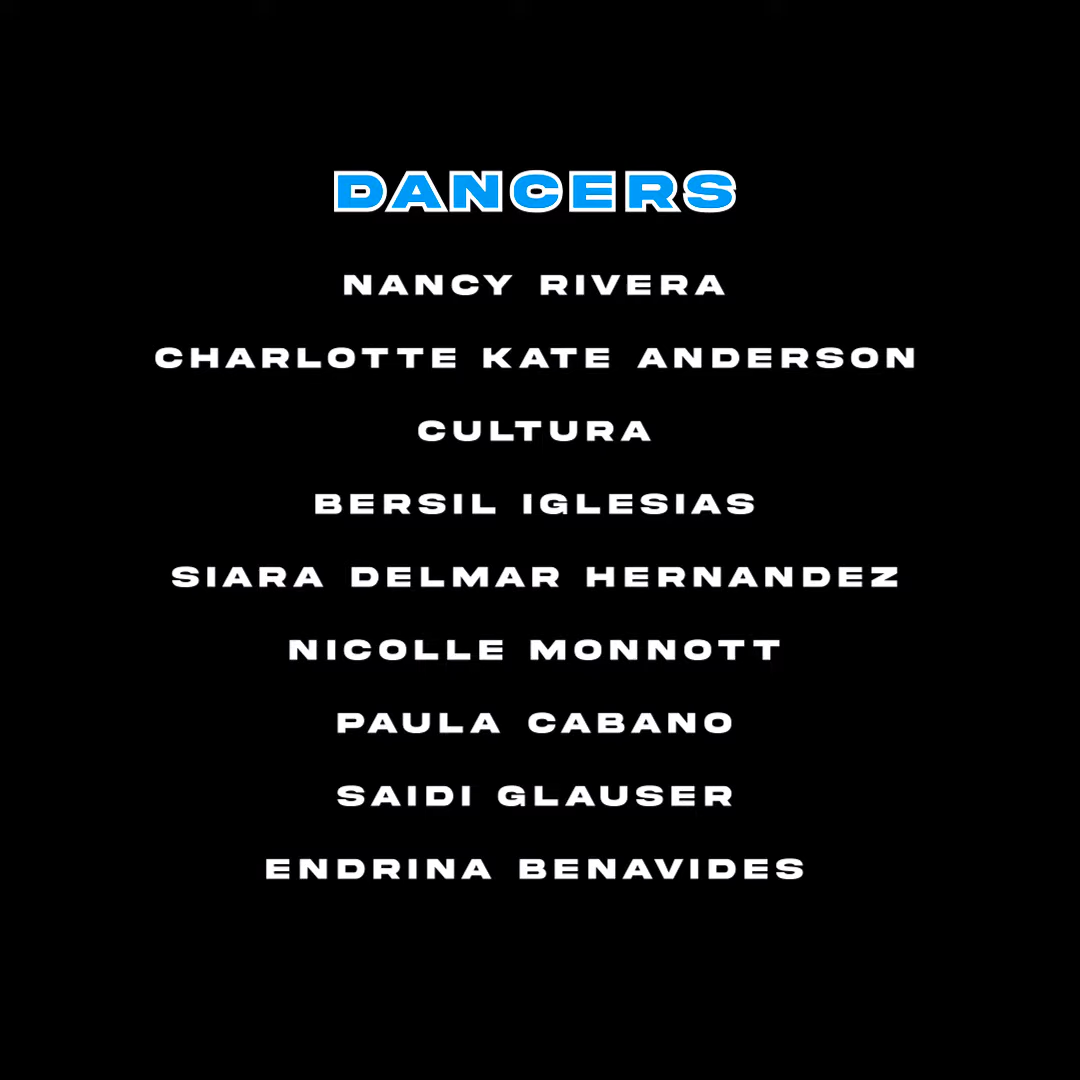 DANCERS
NANCY RIVERA
CHARLOTTE KATE ANDERSON
CULTURA
BERSIL IGLESIAS
SIARA DELMAR HERNANDEZ
NICOLLE MONNOTT
PAULA CABANO
SAIDI GLAUSER
ENDRINA BENAVIDES